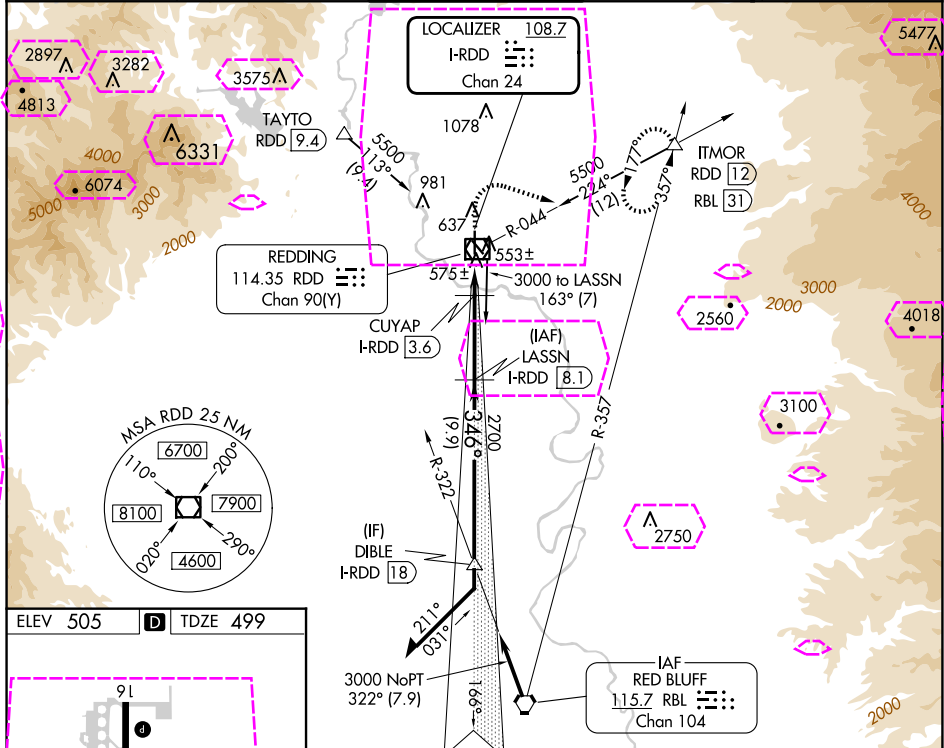 LOCALIZER 108.7
I-RDD
Chan 24
2897
3282
3575
5477
4813
1078
TAYTO
RDD 9.4
5500
113°
(9.4)
6331
4000
6074
5000
3000
2000
981
637
5500
224°
(12)
R-044
177°
357°
ITMOR
RDD 12
RBL 31
4000
REDDING
114.35 RDD
Chan 90(Y)
553±
575±
3000 to LASSN
163° (7)
CUYAP
I-RDD 3.6
(IAF)
LASSN
I-RDD 8.1
3000
2000
2560
4018
3100
2750
MSA RDD 25 NM
6700
110°
200°
8100
7900
020°
290°
4600
346°
2700
(9.9)
R-322
R-357
(IF)
DIBLE
I-RDD 18
211°
031°
3000 NoPT
322° (7.9)
166°
IAF
RED BLUFF
115.7 RBL
Chan 104
2000
ELEV 505 D TDZE 499
16
P